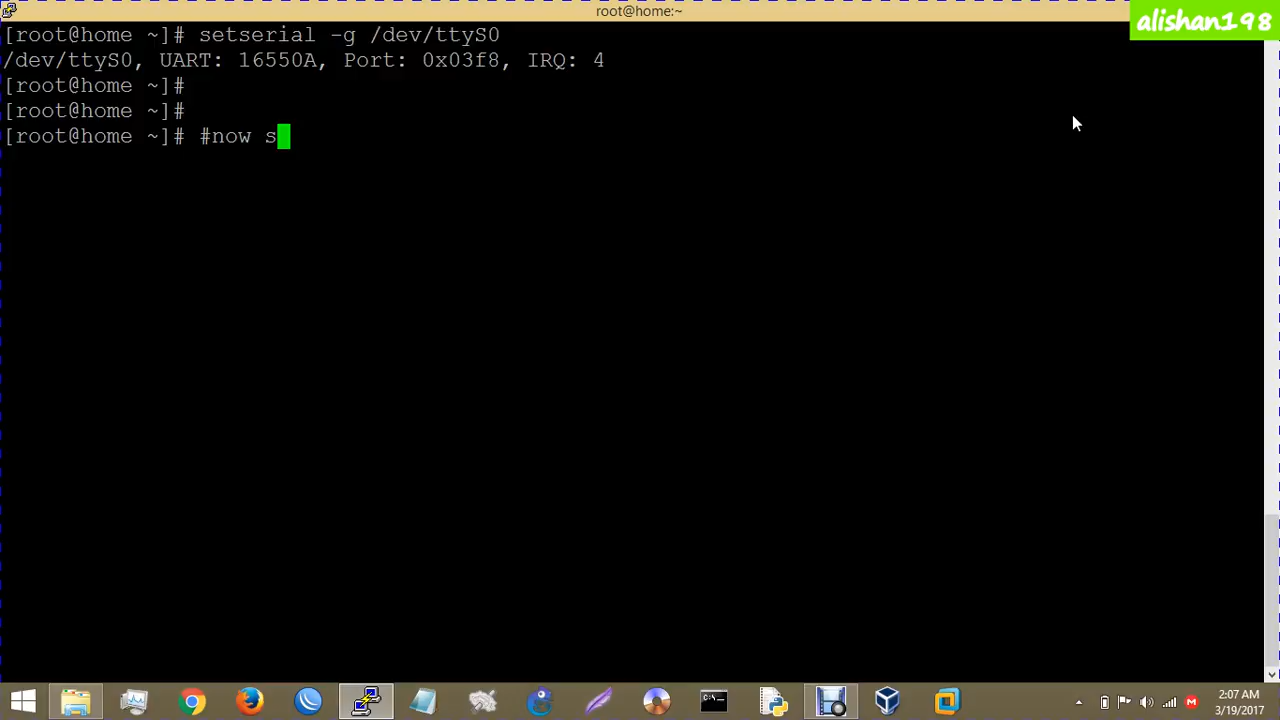 root@home:~
alishan198
[root@home ~]# setserial -g /dev/ttyS0
/dev/ttyS0, UART: 16550A, Port: 0x03f8, IRQ: 4
[root@home ~]#
[root@home ~]#
[root@home ~]# #now s
2:07 AM
3/19/2017